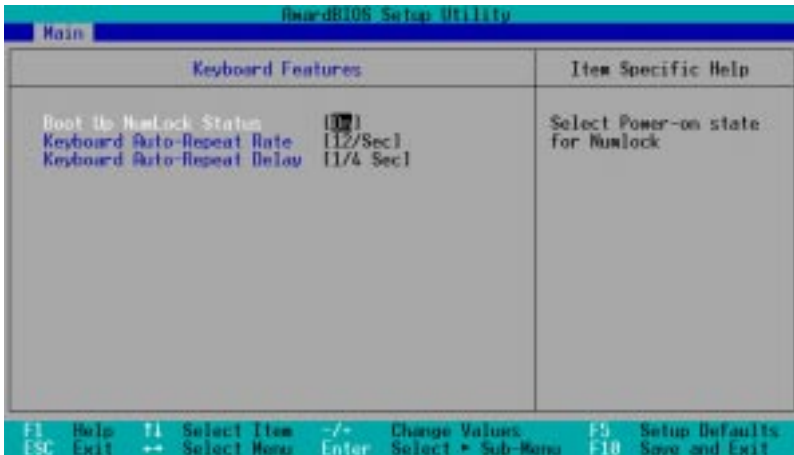 AwardBIOS Setup Utility
Main
Keyboard Features
Item Specific Help
Boot Up NumLock Status [On]
Keyboard Auto-Repeat Rate [12/Sec]
Keyboard Auto-Repeat Delay [1/4 Sec]
Select Power-on state
for Numlock
F1 Help ↑↓ Select Item -/+ Change Values F5 Setup Defaults
ESC Exit ↔ Select Menu Enter Select ► Sub-Menu F10 Save and Exit